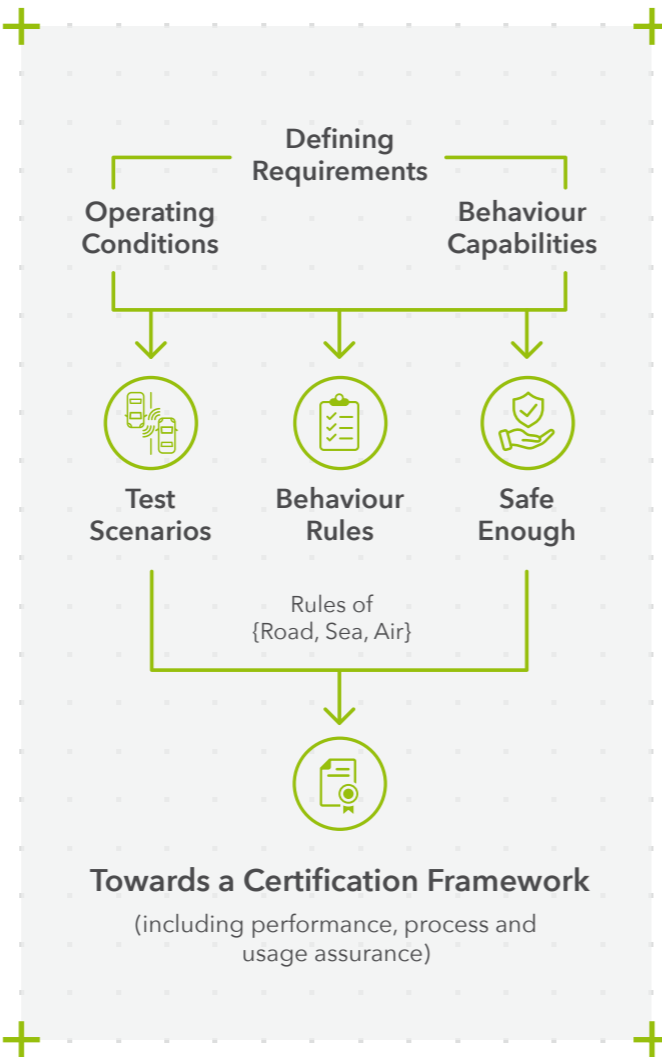 Defining
Requirements
Operating
Conditions
Behaviour
Capabilities
Test
Scenarios
Behaviour
Rules
Safe
Enough
Rules of
{Road, Sea, Air}
Towards a Certification Framework
(including performance, process and
usage assurance)